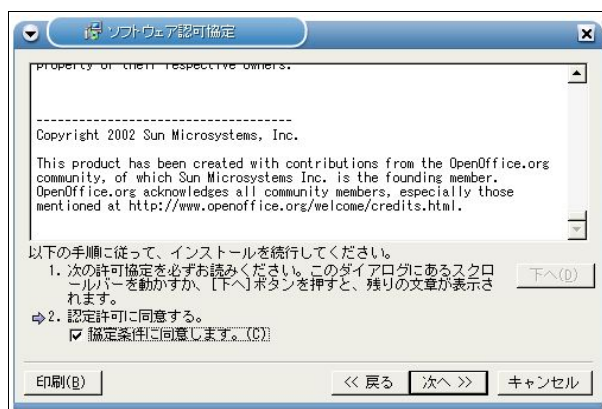 ソフトウェア認可協定
property of their respective owners.
----------------------------------
Copyright 2002 Sun Microsystems, Inc.
This product has been created with contributions from the OpenOffice.org
community, of which Sun Microsystems Inc. is the founding member.
OpenOffice.org acknowledges all community members, especially those
mentioned at http://www.openoffice.org/welcome/credits.html.
以下の手順に従って、インストールを続行してください。
1. 次の許可協定を必ずお読みください。このダイアログにあるスクロ
ールバーを動かすか、[下へ]ボタンを押すと、残りの文章が表示さ
れます。
下へ(D)
2. 認定許可に同意する。
協定条件に同意します。(C)
印刷(B)
<< 戻る
次へ >>
キャンセル